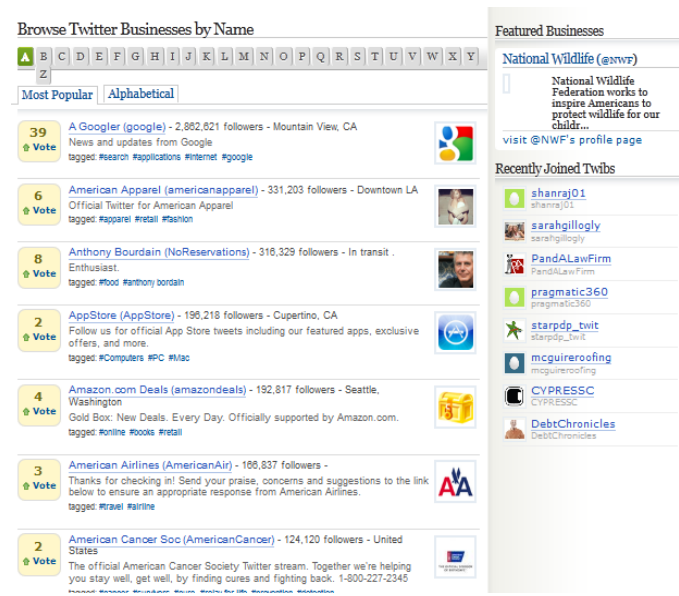 Browse Twitter Businesses by Name
A B C D E F G H I J K L M N O P Q R S T U V W X Y
Z
Most Popular Alphabetical
39
Vote
A Googler (google) - 2,862,621 followers - Mountain View, CA
News and updates from Google
tagged: #search #applications #internet #google
6
Vote
American Apparel (americanapparel) - 331,203 followers - Downtown LA
Official Twitter for American Apparel
tagged: #apparel #retail #fashion
8
Vote
Anthony Bourdain (NoReservations) - 316,329 followers - In transit .
Enthusiast.
tagged: #food #anthony bordain
2
Vote
AppStore (AppStore) - 196,218 followers - Cupertino, CA
Follow us for official App Store tweets including our featured apps, exclusive
offers, and more.
tagged: #Computers #PC #Mac
4
Vote
Amazon.com Deals (amazondeals) - 192,817 followers - Seattle,
Washington
Gold Box: New Deals. Every Day. Officially supported by Amazon.com.
tagged: #online #books #retail
3
Vote
American Airlines (AmericanAir) - 166,837 followers -
Thanks for checking in! Send your praise, concerns and suggestions to the link
below to ensure an appropriate response from American Airlines.
tagged: #travel #airline
AA
2
Vote
American Cancer Soc (AmericanCancer) - 124,120 followers - United
States
The official American Cancer Society Twitter stream. Together we're helping
you stay well, get well, by finding cures and fighting back. 1-800-227-2345
tagged: #cancer #survivors #cure #relay for life #prevention #detection
Featured Businesses
National Wildlife (@NWF)
National Wildlife
Federation works to
inspire Americans to
protect wildlife for our
childr...
visit @NWF's profile page
Recently Joined Twibs
shanraj01
shanraj01
sarahgillogly
sarahgillogly
PandALawFirm
PandALawFirm
pragmatic360
pragmatic360
starpdp_twit
starpdp_twit
mcguireroofing
mcguireroofing
CYPRESSC
CYPRESSC
DebtChronicles
DebtChronicles